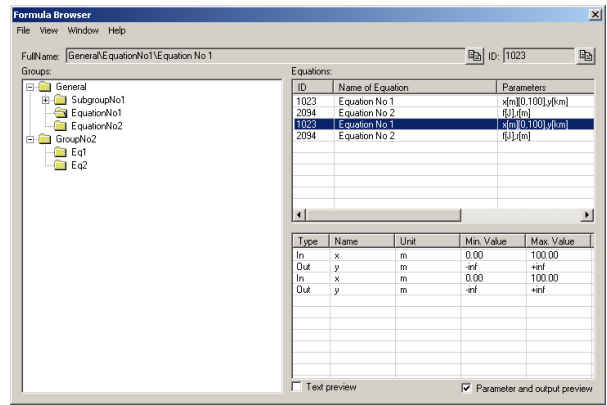 Formula Browser
File View Window Help
FullName: General\EquationNo1\Equation No 1 ID: 1023
Groups: Equations:
General
SubgroupNo1
EquationNo1
EquationNo2
GroupNo2
Eq1
Eq2
ID Name of Equation Parameters
1023 Equation No 1 x[m][0,100],y[km]
2094 Equation No 2 f[J],r[m]
1023 Equation No 1 x[m][0,100],y[km]
2094 Equation No 2 f[J],r[m]
Type Name Unit Min. Value Max. Value
In x m 0.00 100.00
Out y m -inf +inf
In x m 0.00 100.00
Out y m -inf +inf
Text preview Parameter and output preview